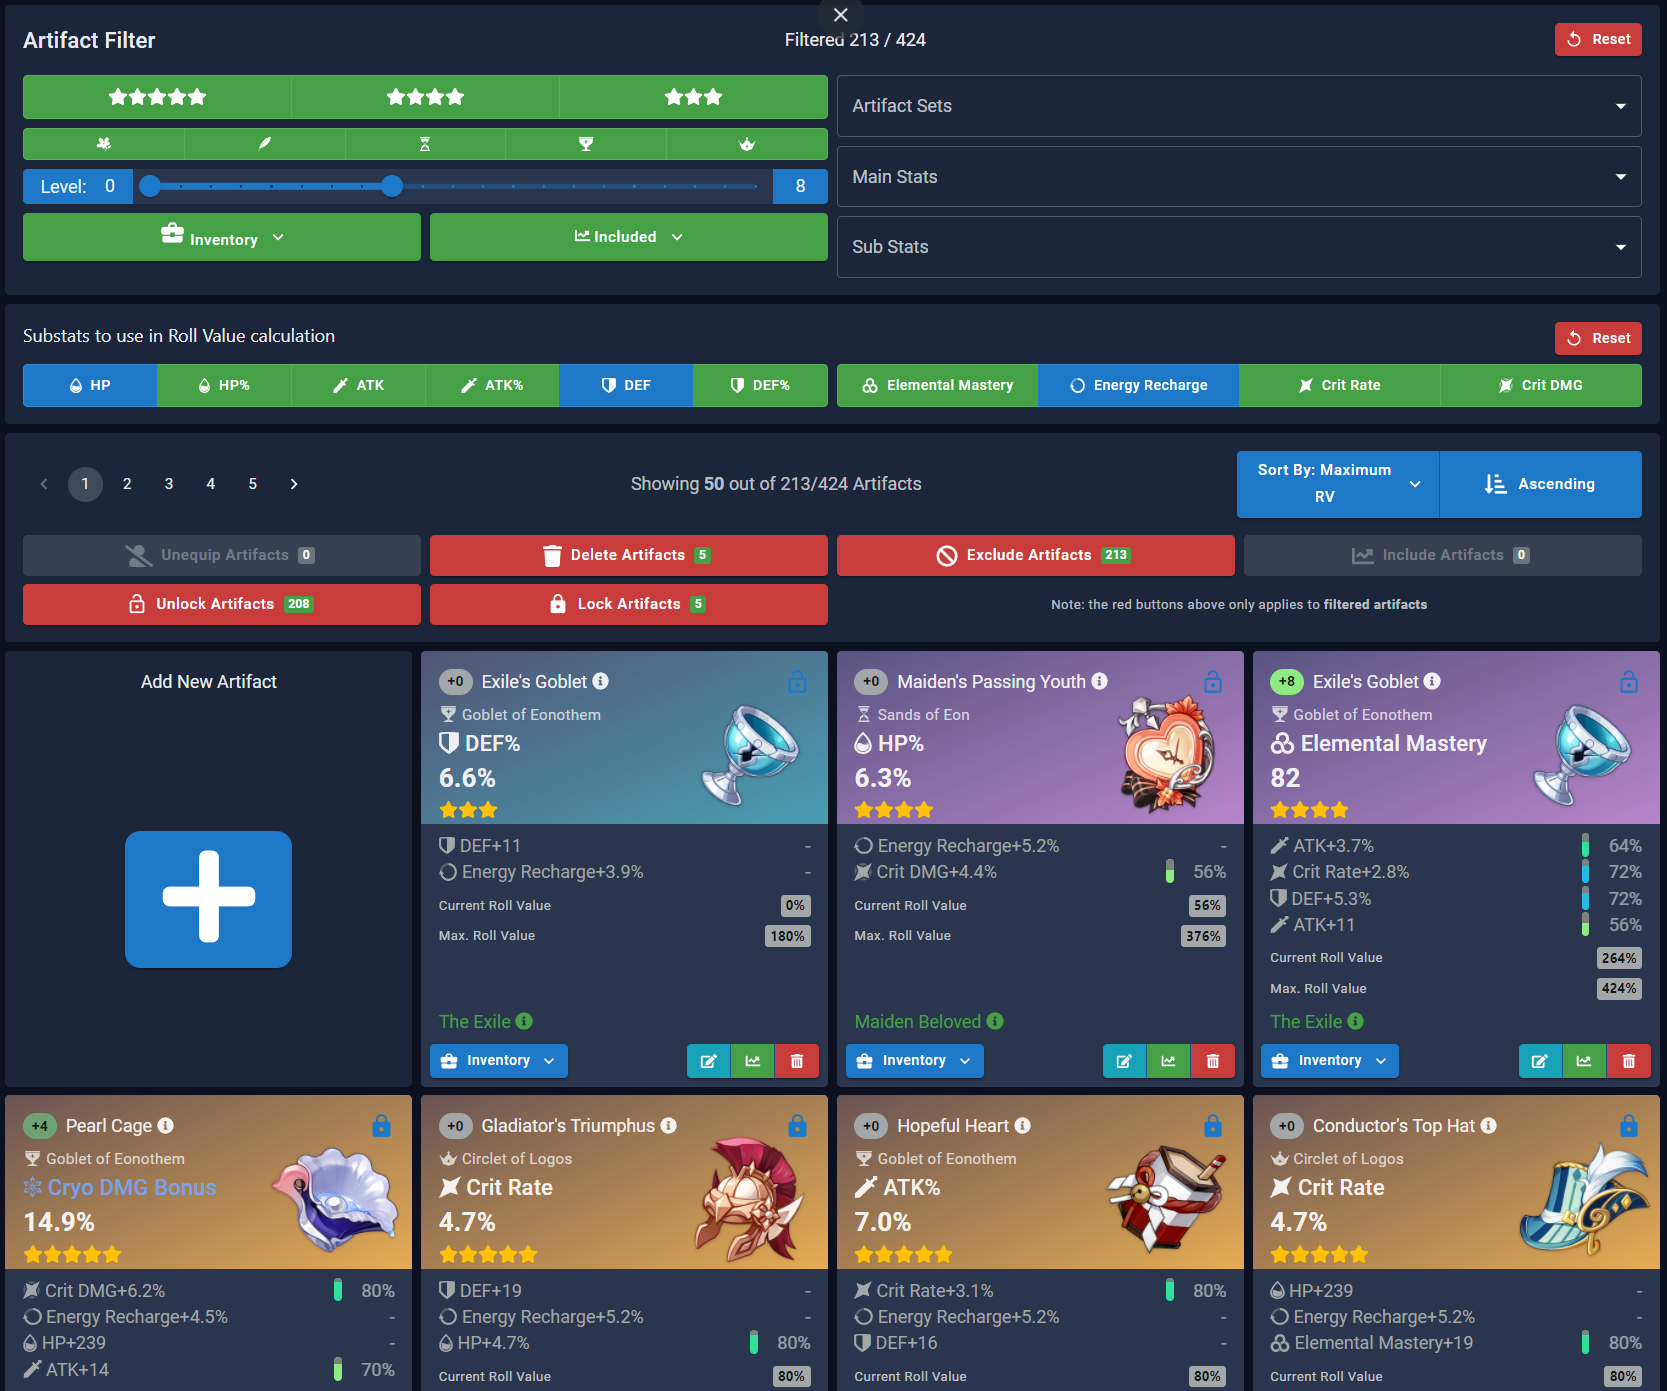 Artifact Filter
Filtered 213 / 424
Reset
Artifact Sets
Level: 0
8
Main Stats
Inventory
Included
Sub Stats
Substats to use in Roll Value calculation
Reset
HP
HP%
ATK
ATK%
DEF
DEF%
Elemental Mastery
Energy Recharge
Crit Rate
Crit DMG
1 2 3 4 5
Showing 50 out of 213/424 Artifacts
Sort By: Maximum
RV
Ascending
Unequip Artifacts 0
Delete Artifacts 5
Exclude Artifacts 213
Include Artifacts 0
Unlock Artifacts 208
Lock Artifacts 5
Note: the red buttons above only applies to filtered artifacts
Add New Artifact
+0 Exile's Goblet
Goblet of Eonothem
DEF%
6.6%
DEF+11 -
Energy Recharge+3.9% -
Current Roll Value 0%
Max. Roll Value 180%
The Exile
Inventory
+0 Maiden's Passing Youth
Sands of Eon
HP%
6.3%
Energy Recharge+5.2% -
Crit DMG+4.4% 56%
Current Roll Value 56%
Max. Roll Value 376%
Maiden Beloved
Inventory
+8 Exile's Goblet
Goblet of Eonothem
Elemental Mastery
82
ATK+3.7% 64%
Crit Rate+2.8% 72%
DEF+5.3% 72%
ATK+11 56%
Current Roll Value 264%
Max. Roll Value 424%
The Exile
Inventory
+4 Pearl Cage
Goblet of Eonothem
Cryo DMG Bonus
14.9%
Crit DMG+6.2% 80%
Energy Recharge+4.5% -
HP+239 -
ATK+14 70%
+0 Gladiator's Triumphus
Circlet of Logos
Crit Rate
4.7%
DEF+19 -
Energy Recharge+5.2% -
HP+4.7% 80%
Current Roll Value 80%
+0 Hopeful Heart
Goblet of Eonothem
ATK%
7.0%
Crit Rate+3.1% 80%
Energy Recharge+5.2% -
DEF+16 -
Current Roll Value 80%
+0 Conductor's Top Hat
Circlet of Logos
Crit Rate
4.7%
HP+239 -
Energy Recharge+5.2% -
Elemental Mastery+19 80%
Current Roll Value 80%